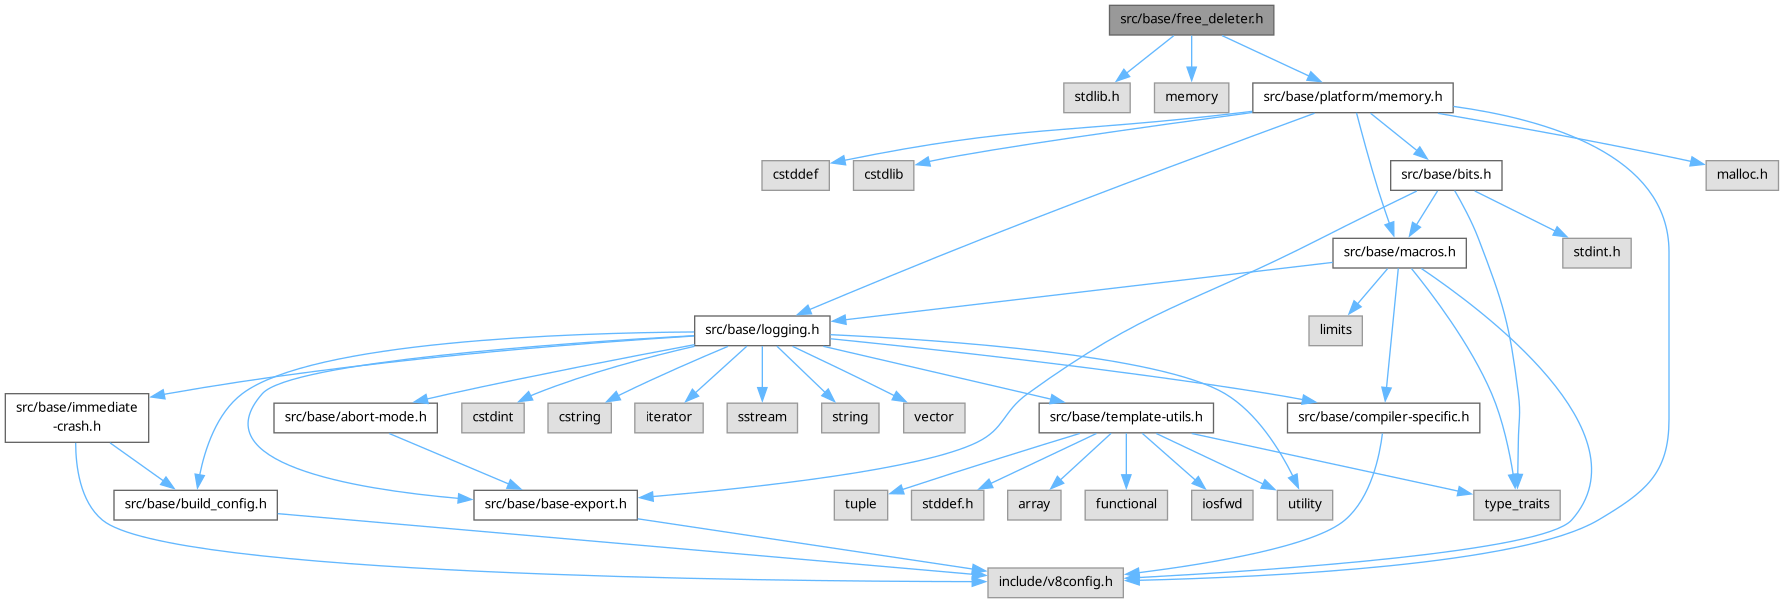 src/base/free_deleter.h
stdlib.h
memory
src/base/platform/memory.h
cstddef
cstdlib
src/base/bits.h
malloc.h
src/base/macros.h
stdint.h
src/base/logging.h
limits
src/base/immediate
-crash.h
src/base/abort-mode.h
cstdint
cstring
iterator
sstream
string
vector
src/base/template-utils.h
src/base/compiler-specific.h
src/base/build_config.h
src/base/base-export.h
tuple
stddef.h
array
functional
iosfwd
utility
type_traits
include/v8config.h